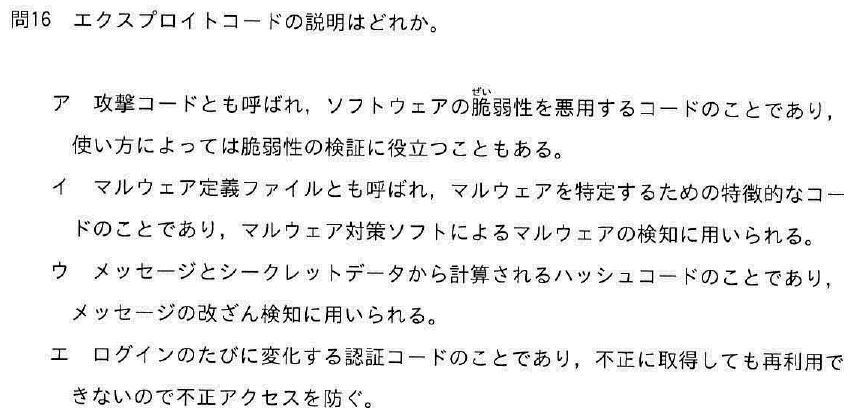 問16 エクスプロイトコードの説明はどれか。
ぜい
ア 攻撃コードとも呼ばれ，ソフトウェアの脆弱性を悪用するコードのことであり，
使い方によっては脆弱性の検証に役立つこともある。
イ マルウェア定義ファイルとも呼ばれ，マルウェアを特定するための特徴的なコー
ドのことであり，マルウェア対策ソフトによるマルウェアの検知に用いられる。
ウ メッセージとシークレットデータから計算されるハッシュコードのことであり，
メッセージの改ざん検知に用いられる。
エ ログインのたびに変化する認証コードのことであり，不正に取得しても再利用で
きないので不正アクセスを防ぐ。